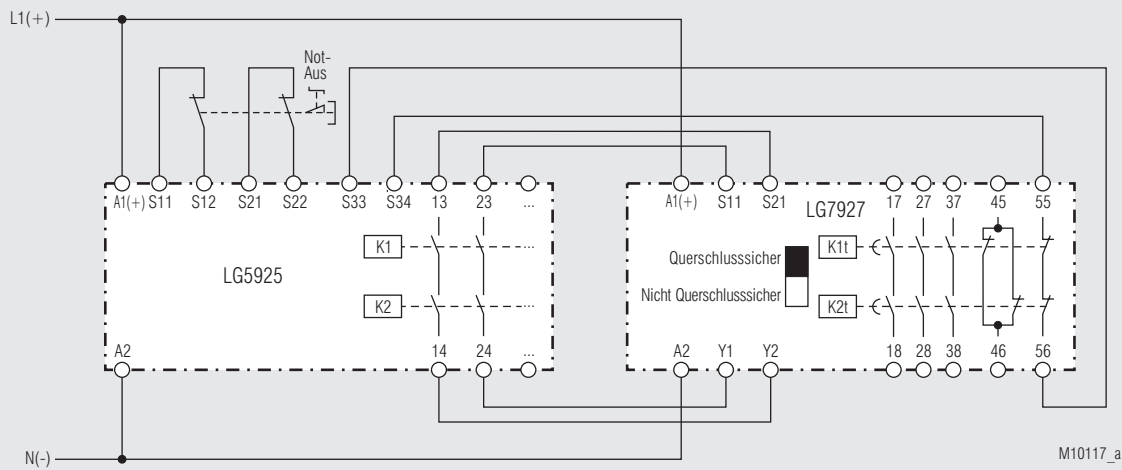 L1(+)
Not-
Aus
A1(+) S11 S12 S21 S22 S33 S34 13 23 ...
A1(+) S11 S21 LG7927 17 27 37 45 55
K1 ...
K1t
LG5925
Querschlusssicher
Nicht Querschlusssicher
K2 ...
K2t
A2 14 24 ...
A2 Y1 Y2 18 28 38 46 56
N(-)
M10117_a